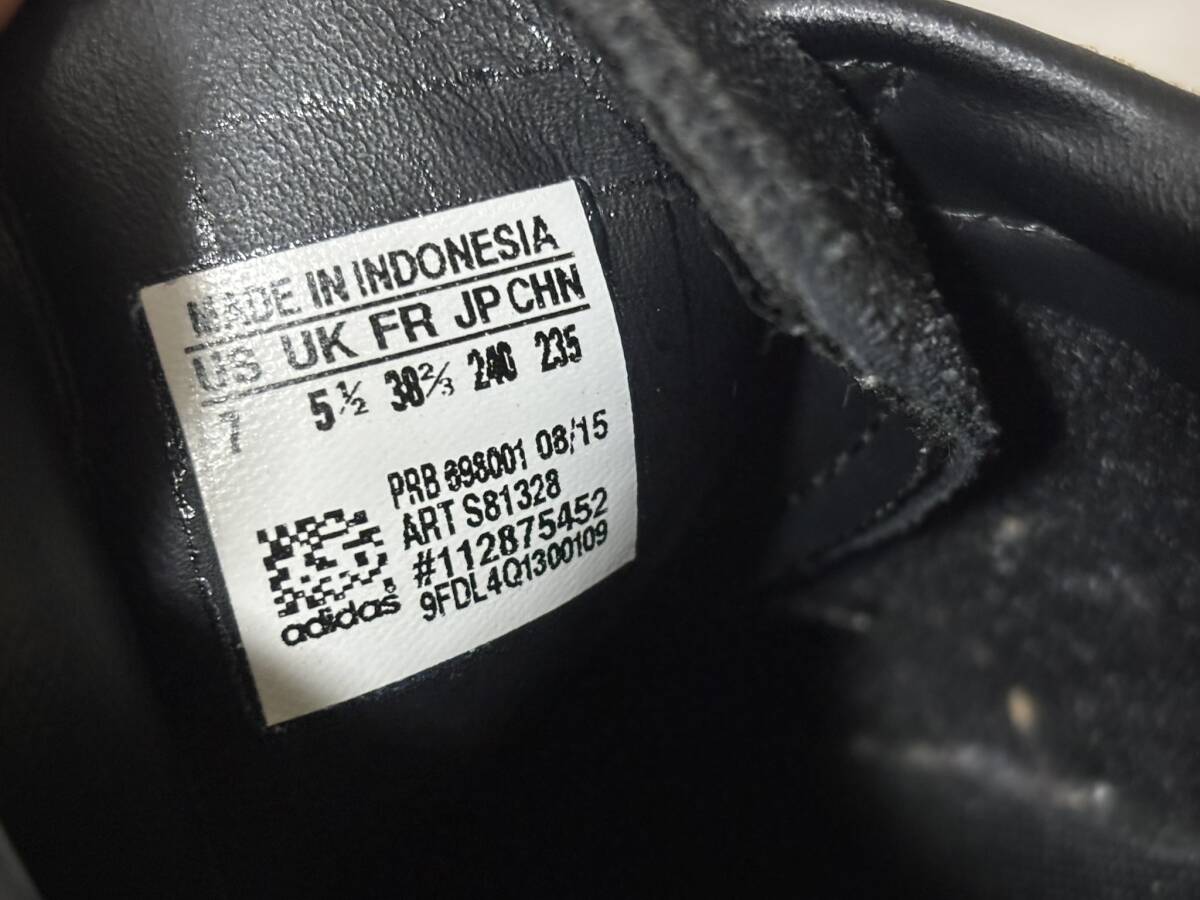 MADE IN INDONESIA
US UK FR JP CHN
7 5½ 38⅔ 240 235
PRB 698001 08/15
ART S81328
#112875452
9FDL4Q1300109
adidas